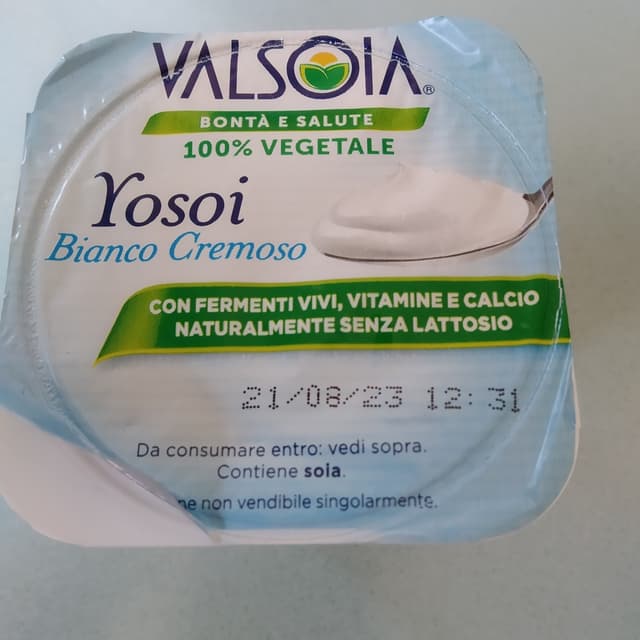 VALSOIA®
BONTÀ E SALUTE
100% VEGETALE
Yosoi
Bianco Cremoso
CON FERMENTI VIVI, VITAMINE E CALCIO
NATURALMENTE SENZA LATTOSIO
21/08/23 12:31
Da consumare entro: vedi sopra.
Contiene soia.
non vendibile singolarmente.